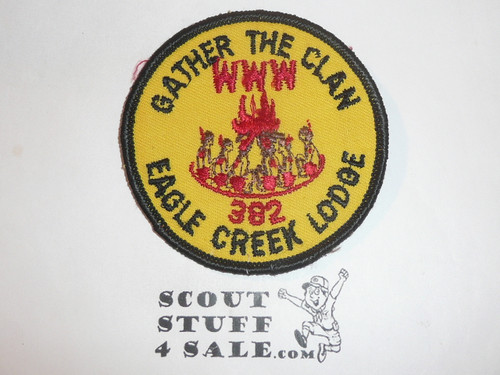 GATHER THE CLAN
WWW
382
EAGLE CREEK LODGE
SCOUT
STUFF
4 SALE.COM